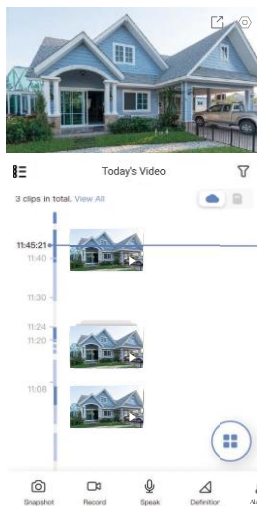 Today's Video
3 clips in total. View All
11:45:21
11:40
11:30
11:24
11:20
11:08
Snapshot
Record
Speak
Definition